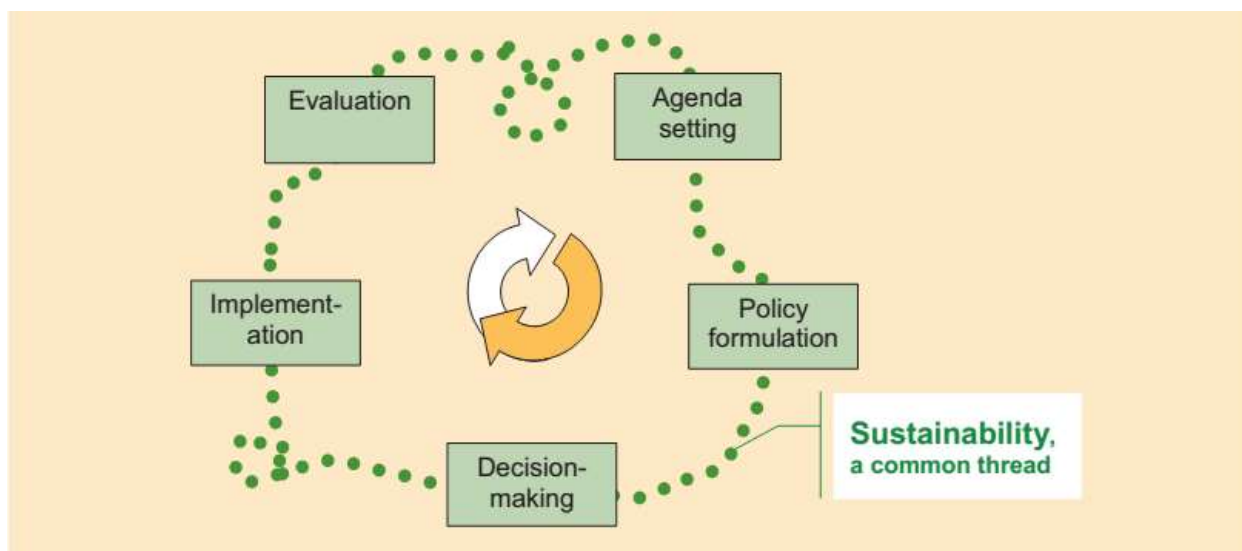 Evaluation
Agenda
setting
Implement-
ation
Policy
formulation
Decision-
making
Sustainability,
a common thread